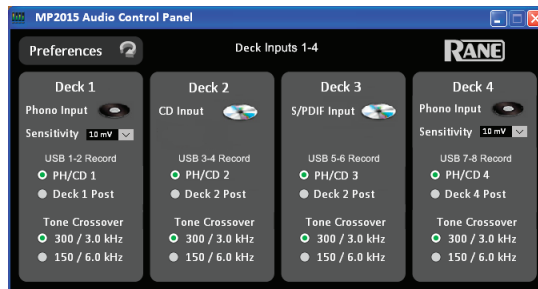 MP2015 Audio Control Panel
Preferences
Deck Inputs 1-4
RANE
Deck 1
Phono Input
Sensitivity 10 mV
USB 1-2 Record
PH/CD 1
Deck 1 Post
Tone Crossover
300 / 3.0 kHz
150 / 6.0 kHz
Deck 2
CD Inout
USB 3-4 Record
PH/CD 2
Deck 2 Post
Tone Crossover
300 / 3.0 kHz
150 / 6.0 kHz
Deck 3
S/PDIF Input
USB 5-6 Record
PH/CD 3
Deck 2 Post
Tone Crossover
300 / 3.0 kHz
150 / 6.0 kHz
Deck 4
Phono Input
Sensitivity 10 mV
USB 7-8 Record
PH/CD 4
Deck 4 Post
Tone Crossover
300 / 3.0 kHz
150 / 6.0 kHz